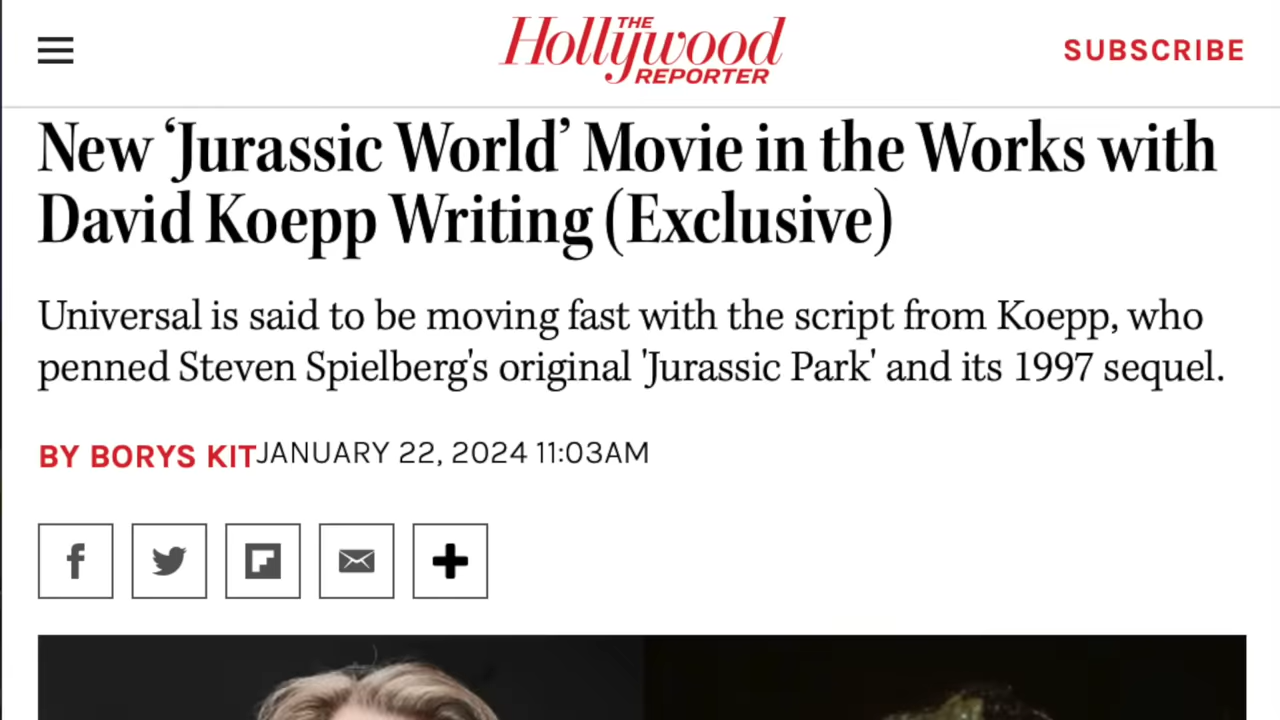 THE
Hollywood
REPORTER
SUBSCRIBE
New ‘Jurassic World’ Movie in the Works with
David Koepp Writing (Exclusive)
Universal is said to be moving fast with the script from Koepp, who
penned Steven Spielberg's original 'Jurassic Park' and its 1997 sequel.
BY BORYS KIT JANUARY 22, 2024 11:03AM